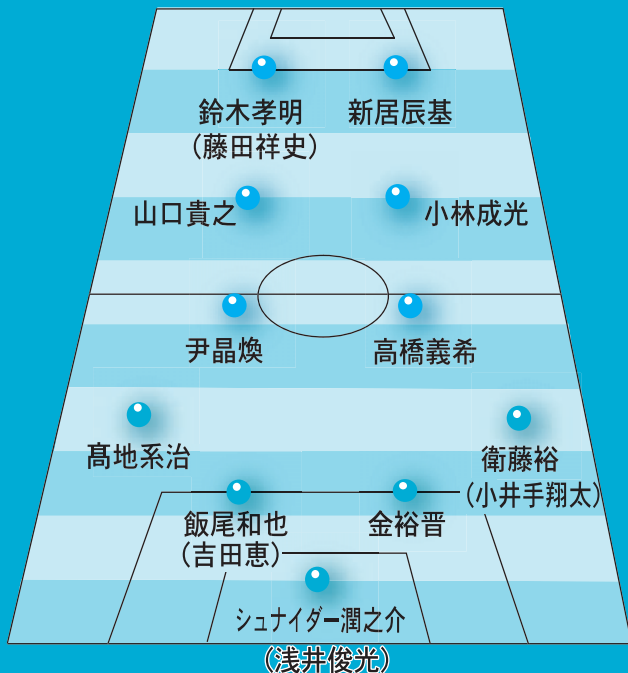 鈴木孝明
新居辰基
（藤田祥史）
山口貴之
小林成光
尹晶煥
高橋義希
髙地系治
衛藤裕
（小井手翔太）
飯尾和也
金裕晋
（吉田恵）
シュナイダー潤之介
（浅井俊光）